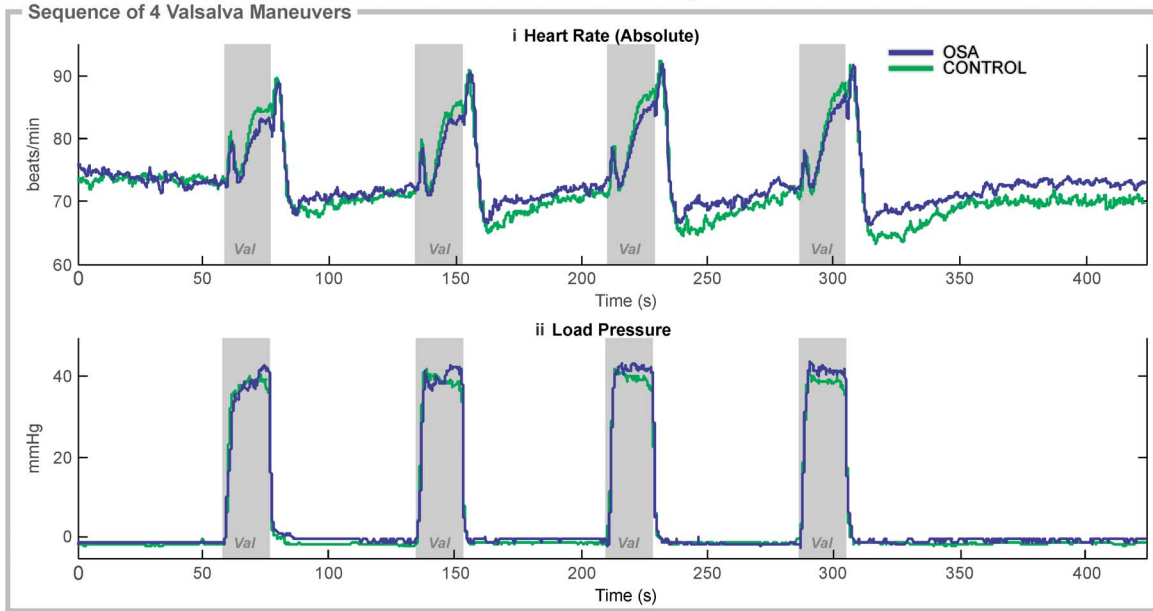 Sequence of 4 Valsalva Maneuvers
i Heart Rate (Absolute)
OSA
CONTROL
90
80
70
60
beats/min
Val
Val
Val
Val
0 50 100 150 200 250 300 350 400
Time (s)
ii Load Pressure
40
20
0
mmHg
Val
Val
Val
Val
0 50 100 150 200 250 300 350 400
Time (s)